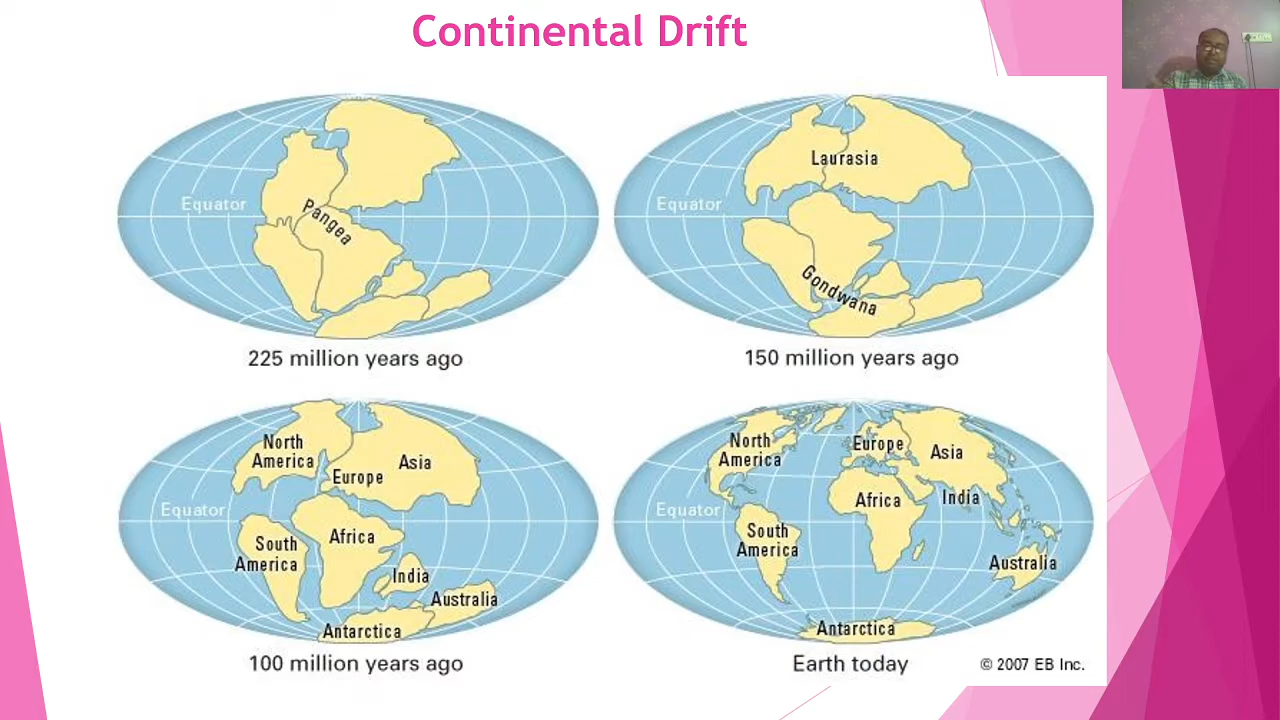 Continental Drift
Equator
Pangea
225 million years ago
Equator
Laurasia
Gondwana
150 million years ago
North
America
Europe
Asia
Equator
South
America
Africa
India
Australia
Antarctica
100 million years ago
North
America
Europe
Asia
Equator
Africa
India
South
America
Australia
Antarctica
Earth today
© 2007 EB Inc.